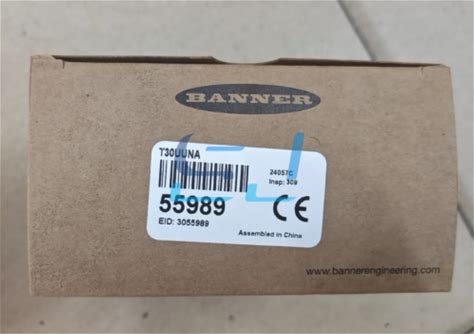 BANNER
T30UUNA
24057C
Insp: 309
55989
EID: 3055989
Assembled in China
CE
www.bannerengineering.com